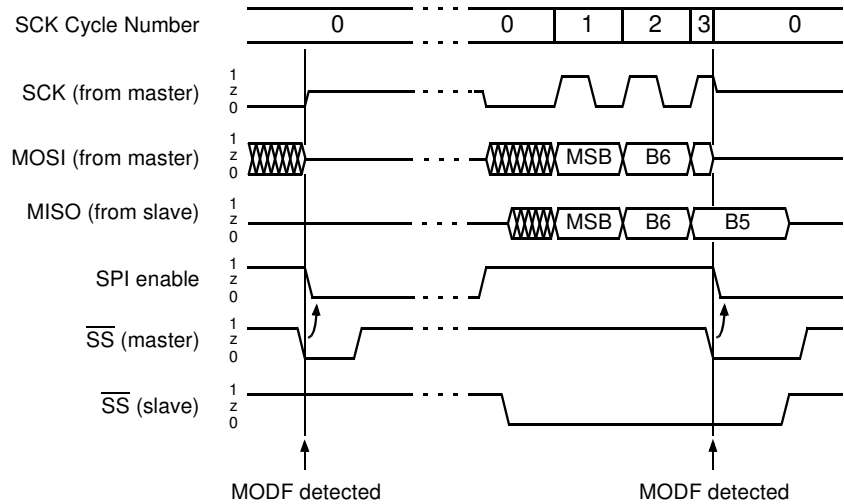 SCK Cycle Number 0 0 1 2 3 0
SCK (from master) 1 z 0
MOSI (from master) 1 z 0 MSB B6
MISO (from slave) 1 z 0 MSB B6 B5
SPI enable 1 z 0
SS (master) 1 z 0
SS (slave) 1 z 0
MODF detected MODF detected